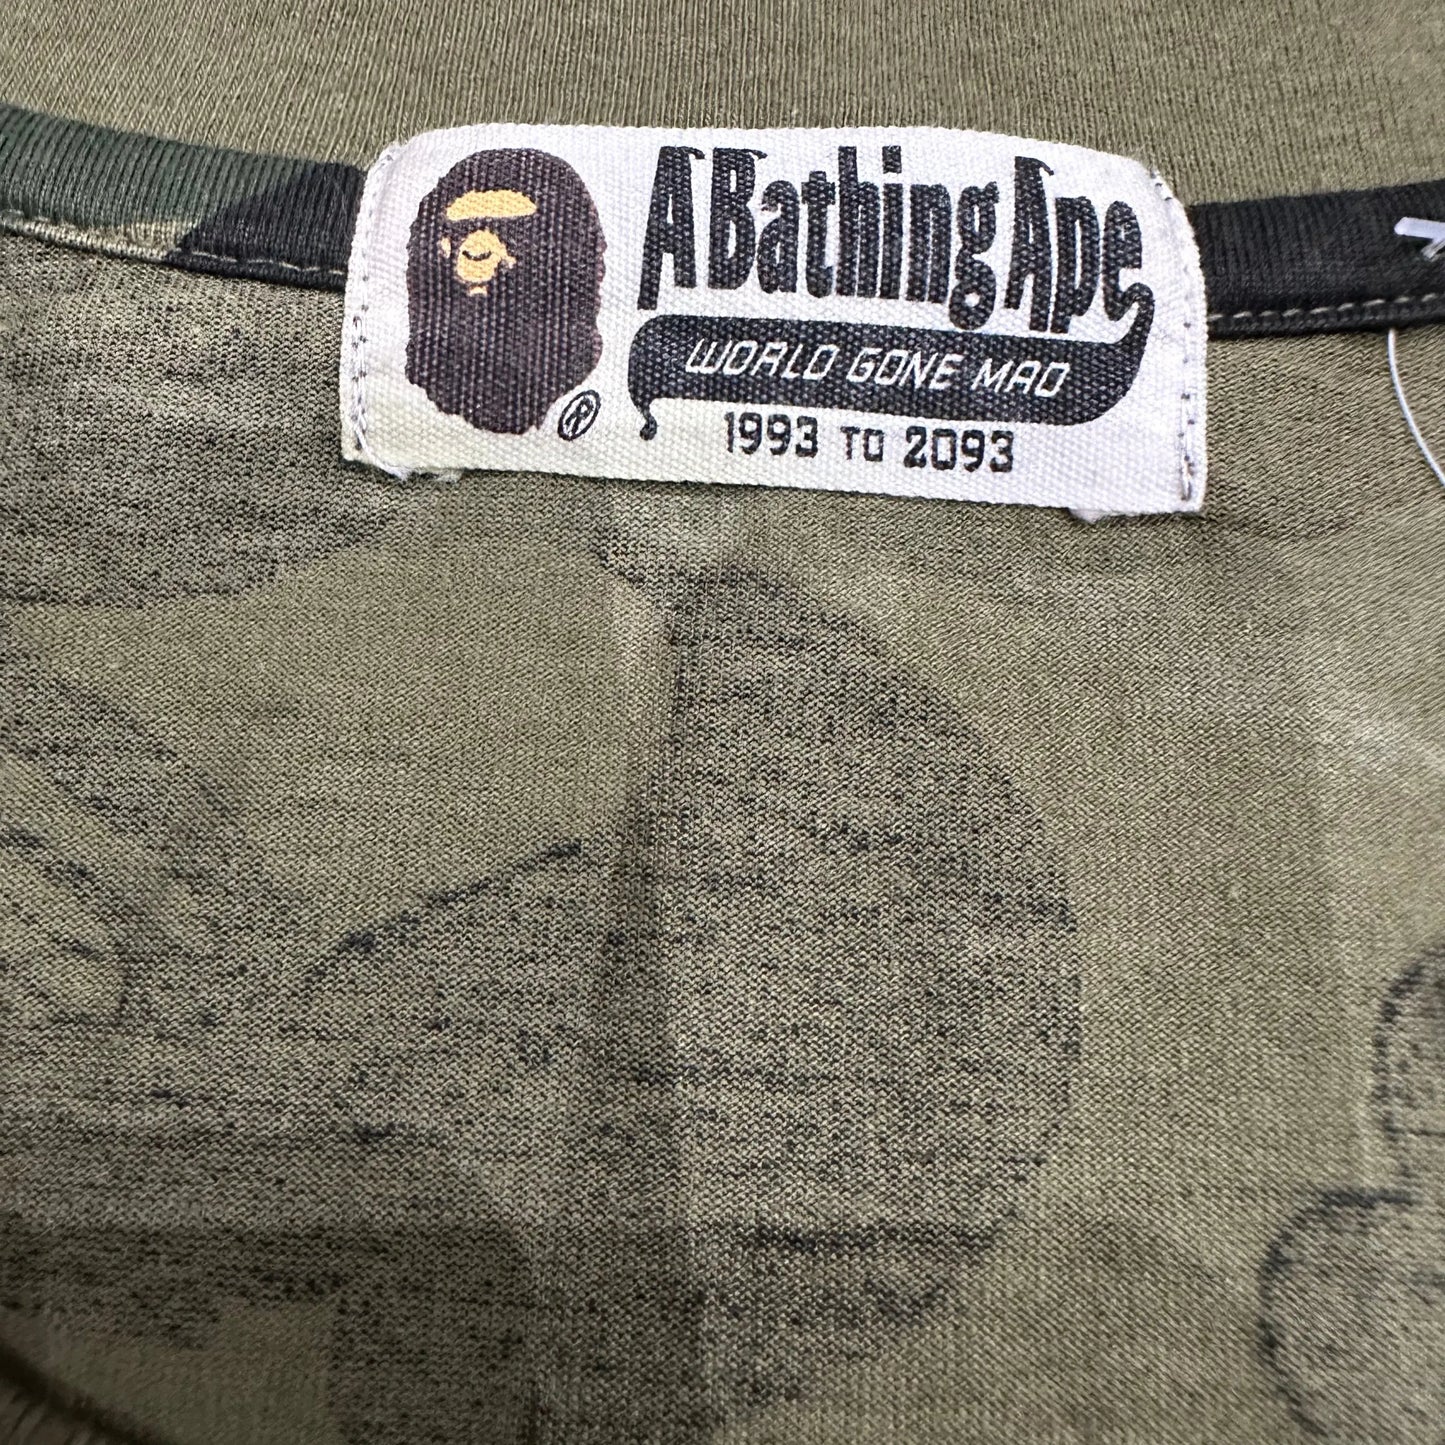 A Bathing Ape
WORLD GONE MAD
®
1993 TO 2093